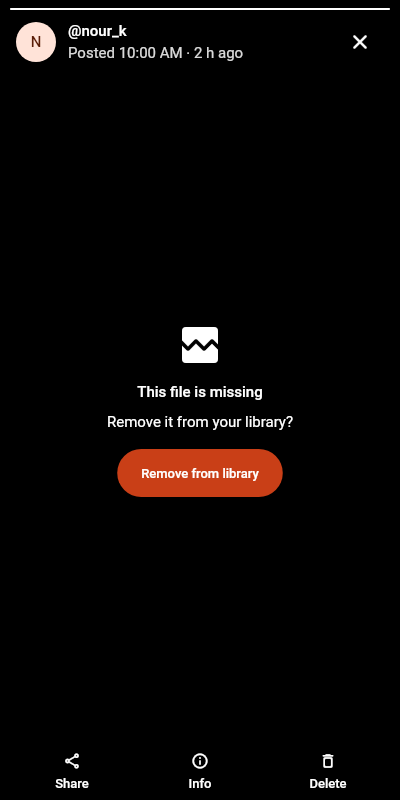 N
@nour_k
Posted 10:00 AM · 2 h ago
This file is missing
Remove it from your library?
Remove from library
Share
Info
Delete